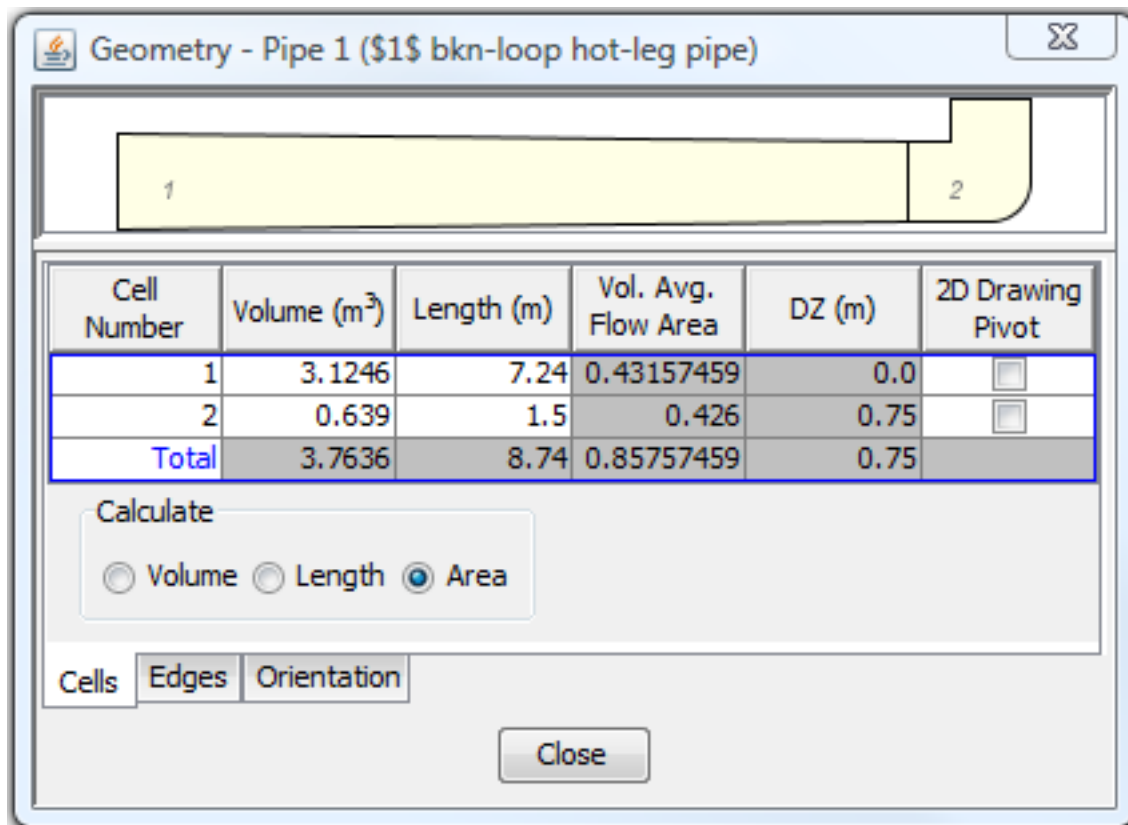 Geometry - Pipe 1 ($1$ bkn-loop hot-leg pipe)
1
2
Cell Number Volume (m³) Length (m) Vol. Avg. Flow Area DZ (m) 2D Drawing Pivot
1 3.1246 7.24 0.43157459 0.0
2 0.639 1.5 0.426 0.75
Total 3.7636 8.74 0.85757459 0.75
Calculate
Volume Length Area
Cells Edges Orientation
Close